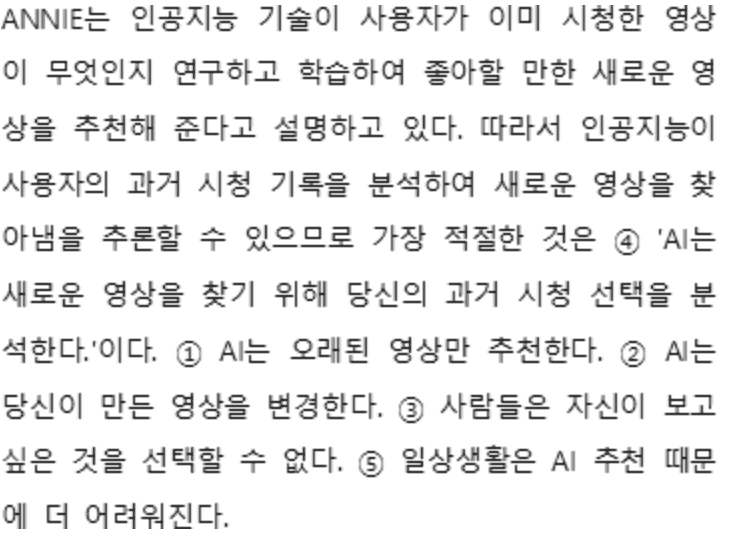 ANNIE는 인공지능 기술이 사용자가 이미 시청한 영상
이 무엇인지 연구하고 학습하여 좋아할 만한 새로운 영
상을 추천해 준다고 설명하고 있다. 따라서 인공지능이
사용자의 과거 시청 기록을 분석하여 새로운 영상을 찾
아냄을 추론할 수 있으므로 가장 적절한 것은 ④ 'AI는
새로운 영상을 찾기 위해 당신의 과거 시청 선택을 분
석한다.'이다. ① AI는 오래된 영상만 추천한다. ② AI는
당신이 만든 영상을 변경한다. ③ 사람들은 자신이 보고
싶은 것을 선택할 수 없다. ⑤ 일상생활은 AI 추천 때문
에 더 어려워진다.